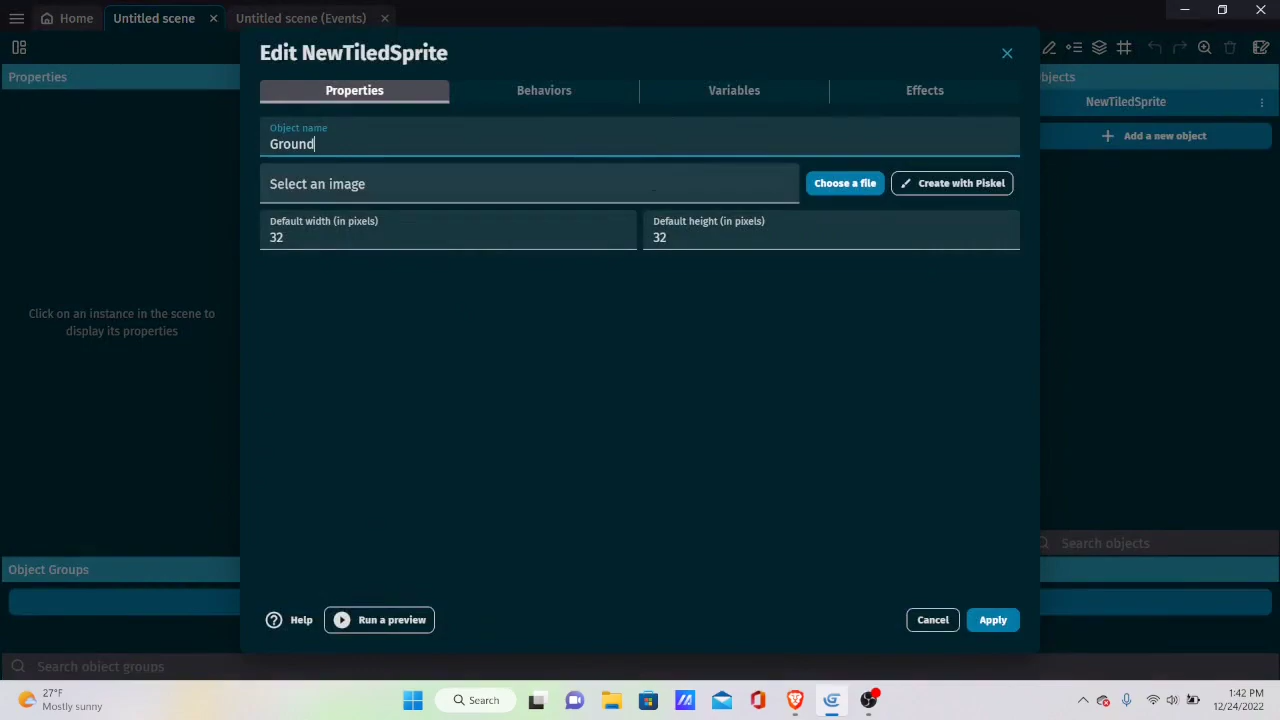 Home
Untitled scene
Untitled scene (Events)
Properties
Click on an instance in the scene to
display its properties
Object Groups
Search object groups
Edit NewTiledSprite
Properties
Behaviors
Variables
Effects
Object name
Ground
Select an image
Choose a file
Create with Piskel
Default width (in pixels)
32
Default height (in pixels)
32
Help
Run a preview
Cancel
Apply
bjects
NewTiledSprite
Add a new object
Search objects
27°F
Mostly sunny
Search
1:42 PM
12/24/2022